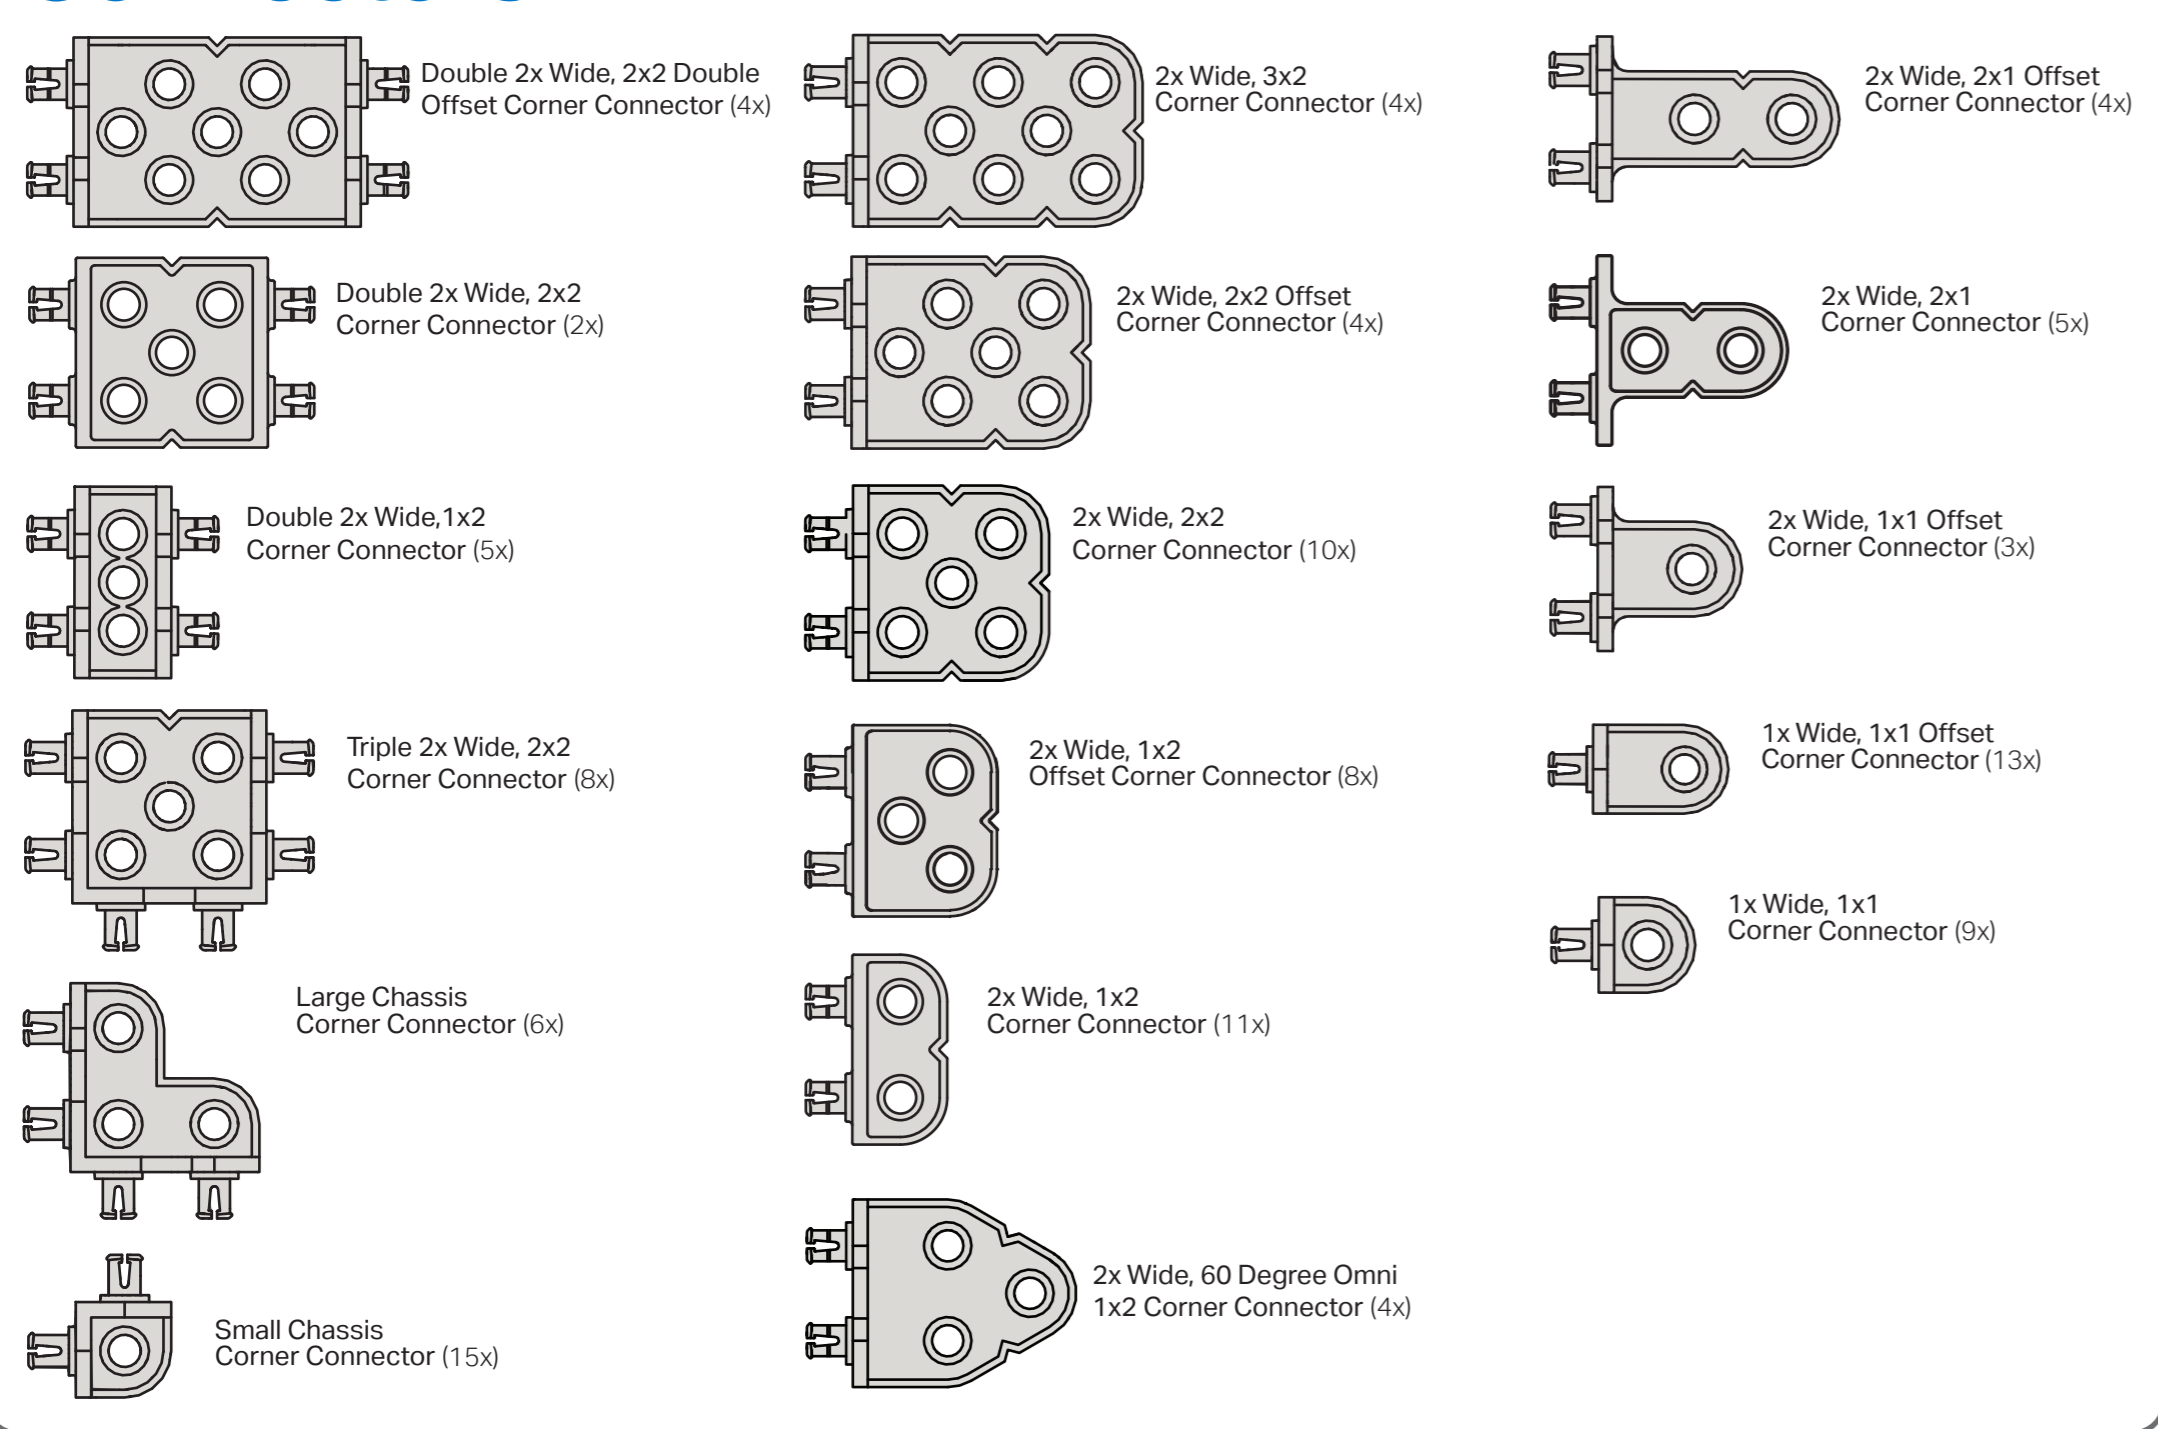 Double 2x Wide, 2x2 Double
Offset Corner Connector (4x)
Double 2x Wide, 2x2
Corner Connector (2x)
Double 2x Wide,1x2
Corner Connector (5x)
Triple 2x Wide, 2x2
Corner Connector (8x)
Large Chassis
Corner Connector (6x)
Small Chassis
Corner Connector (15x)
2x Wide, 3x2
Corner Connector (4x)
2x Wide, 2x2 Offset
Corner Connector (4x)
2x Wide, 2x2
Corner Connector (10x)
2x Wide, 1x2
Offset Corner Connector (8x)
2x Wide, 1x2
Corner Connector (11x)
2x Wide, 60 Degree Omni
1x2 Corner Connector (4x)
2x Wide, 2x1 Offset
Corner Connector (4x)
2x Wide, 2x1
Corner Connector (5x)
2x Wide, 1x1 Offset
Corner Connector (3x)
1x Wide, 1x1 Offset
Corner Connector (13x)
1x Wide, 1x1
Corner Connector (9x)